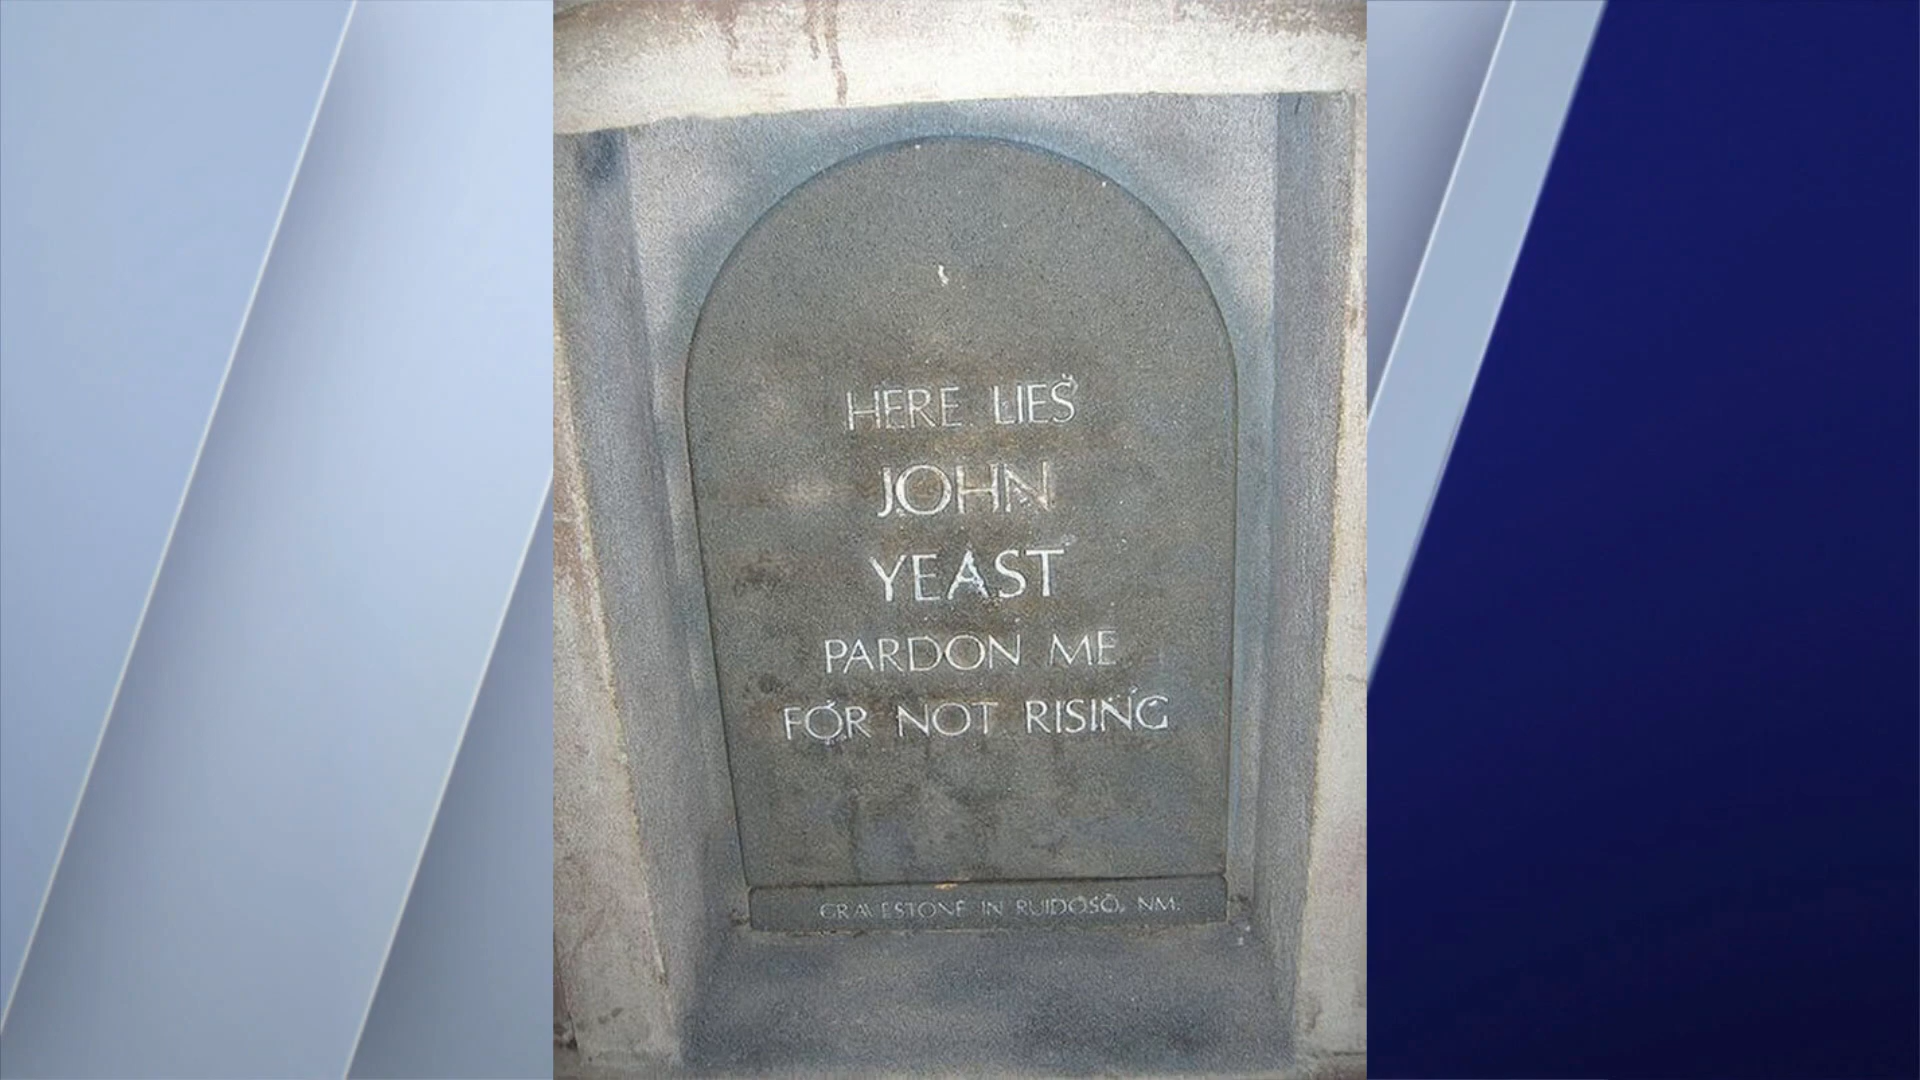 HERE LIES
JOHN
YEAST
PARDON ME
FOR NOT RISING
GRAVESTONE IN RUIDOSO, NM.